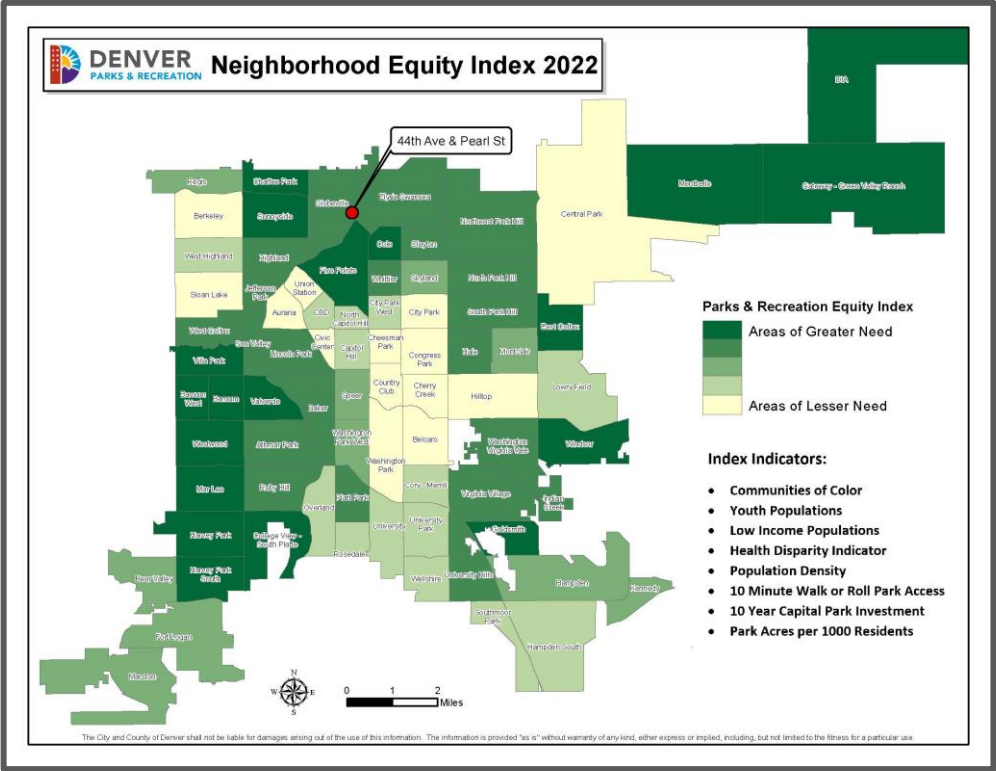 DENVER
PARKS & RECREATION
Neighborhood Equity Index 2022
44th Ave & Pearl St
DIA
Regis
Chaffee Park
Globeville
Elyria Swansea
Montbello
Gateway - Green Valley Ranch
Berkeley
Sunnyside
Northeast Park Hill
Central Park
West Highland
Highland
Five Points
Cole
Clayton
Sloan Lake
Jefferson
Park
Union
Station
Whittier
Skyland
North Park Hill
Auraria
CBD
North
Capitol Hill
City Park
West
City Park
South Park Hill
East Colfax
West Colfax
Sun Valley
Lincoln Park
Civic
Center
Capitol
Hill
Cheesman
Park
Congress
Park
Hale
Montclair
Villa Park
Lowry Field
Barnum
West
Barnum
Valverde
Baker
Speer
Country
Club
Cherry
Creek
Hilltop
Westwood
Athmar Park
Washington
Park West
Washington
Park
Belcaro
Washington
Virginia Vale
Windsor
Mar Lee
Ruby Hill
Overland
Platt Park
Cory - Merrill
Virginia Village
Indian
Creek
Harvey Park
College View -
South Platte
Rosedale
University
University
Park
Goldsmith
Bear Valley
Harvey Park
South
Wellshire
University Hills
Hampden
Kennedy
Fort Logan
Southmoor
Park
Hampden South
Marston
Parks & Recreation Equity Index
Areas of Greater Need
Areas of Lesser Need
Index Indicators:
• Communities of Color
• Youth Populations
• Low Income Populations
• Health Disparity Indicator
• Population Density
• 10 Minute Walk or Roll Park Access
• 10 Year Capital Park Investment
• Park Acres per 1000 Residents
N
W E
S
0 1 2
Miles
The City and County of Denver shall not be liable for damages arising out of the use of this information. The information is provided "as is" without warranty of any kind, either express or implied, including, but not limited to the fitness for a particular use.